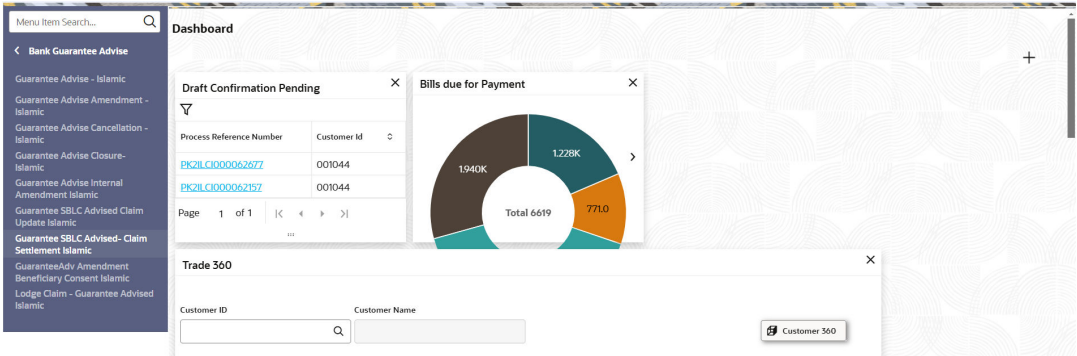 Menu Item Search...
Bank Guarantee Advise
Guarantee Advise - Islamic
Guarantee Advise Amendment -
Islamic
Guarantee Advise Cancellation -
Islamic
Guarantee Advise Closure-
Islamic
Guarantee Advise Internal
Amendment Islamic
Guarantee SBLC Advised Claim
Update Islamic
Guarantee SBLC Advised- Claim
Settlement Islamic
GuaranteeAdv Amendment
Beneficiary Consent Islamic
Lodge Claim - Guarantee Advised
Islamic
Dashboard
Draft Confirmation Pending
Process Reference Number Customer Id
PK2ILCI000062677 001044
PK2ILCI000062157 001044
Page 1 of 1
Bills due for Payment
1.940K
1.228K
771.0
Total 6619
Trade 360
Customer ID Customer Name
Customer 360